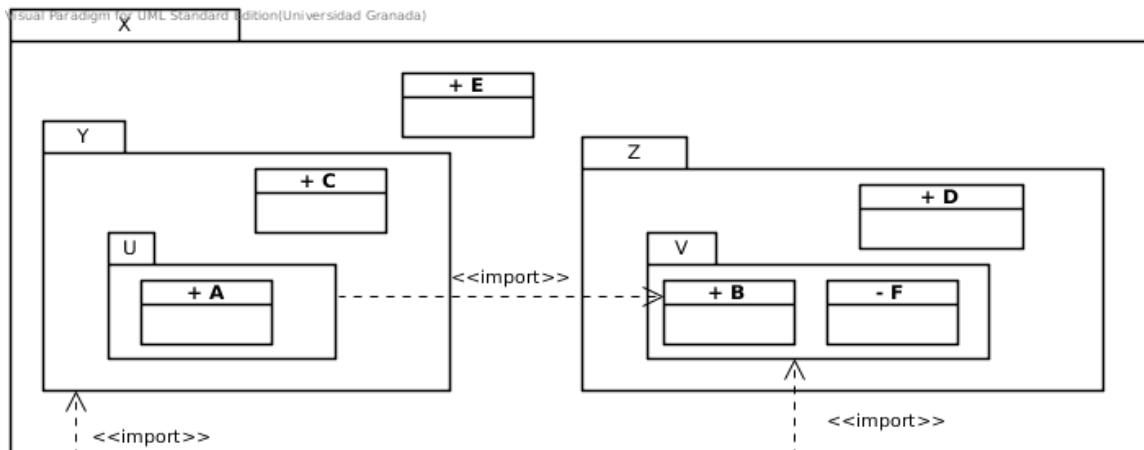 Visual Paradigm for UML Standard Edition(Universidad Granada)
X
+ E
Y
Z
+ C
+ D
U
V
<<import>>
+ A
+ B
- F
<<import>>
<<import>>